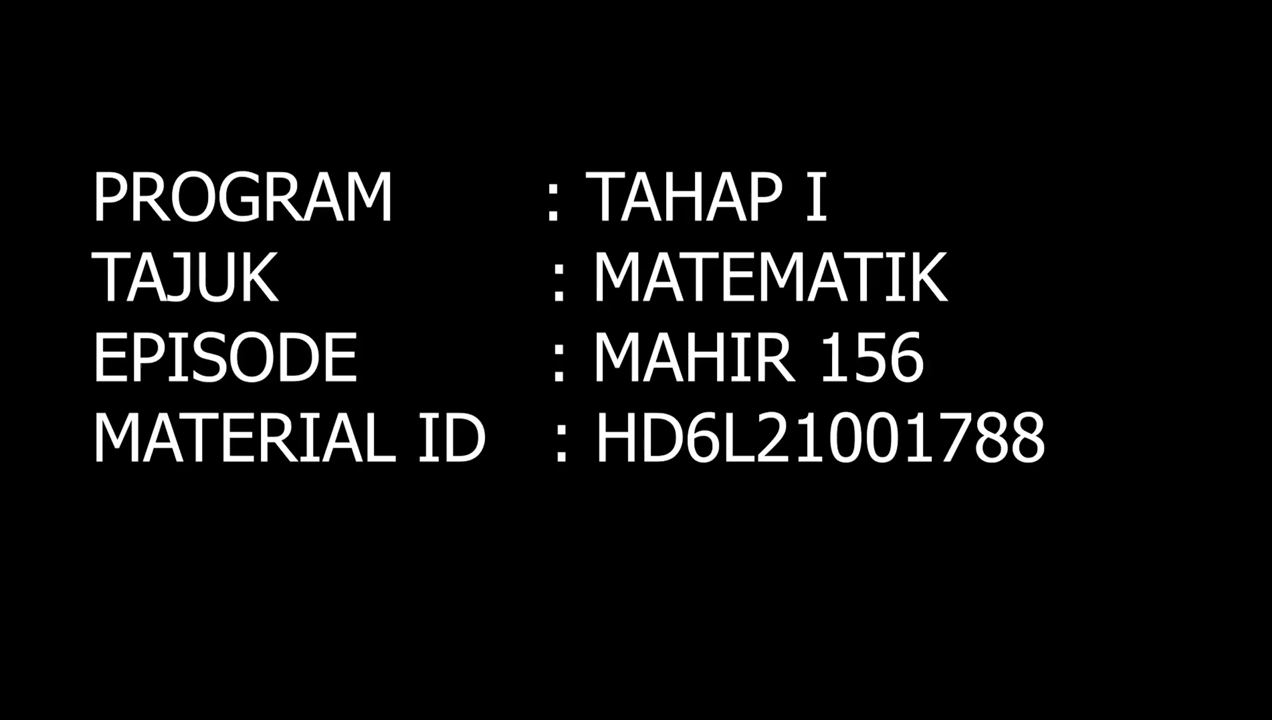 PROGRAM : TAHAP I
TAJUK : MATEMATIK
EPISODE : MAHIR 156
MATERIAL ID : HD6L21001788